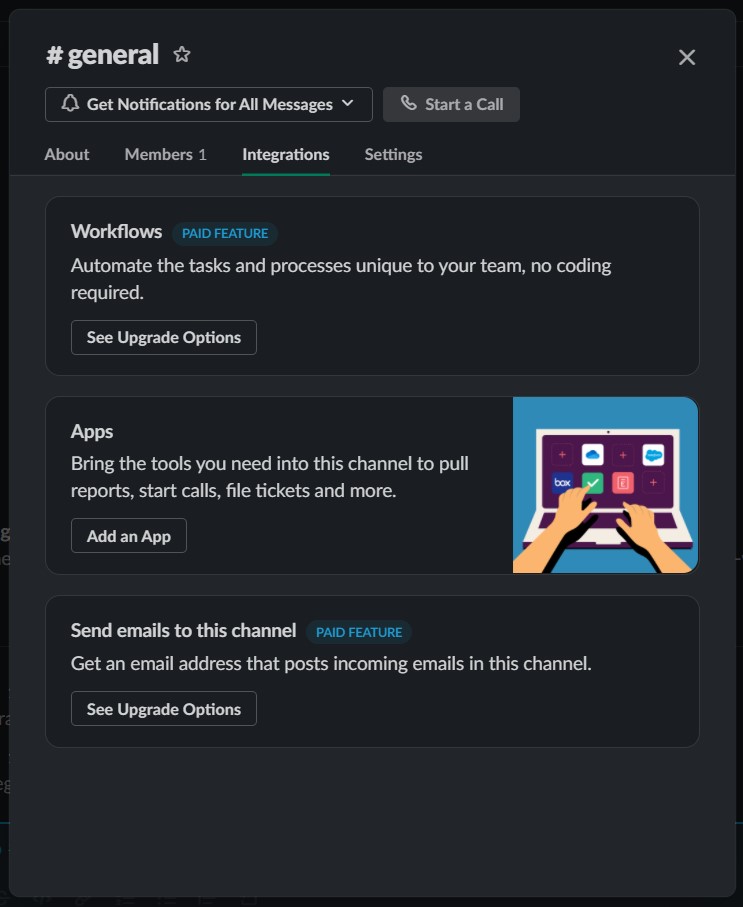 # general
Get Notifications for All Messages
Start a Call
About
Members 1
Integrations
Settings
Workflows
PAID FEATURE
Automate the tasks and processes unique to your team, no coding
required.
See Upgrade Options
Apps
Bring the tools you need into this channel to pull
reports, start calls, file tickets and more.
box
Add an App
Send emails to this channel
PAID FEATURE
Get an email address that posts incoming emails in this channel.
See Upgrade Options